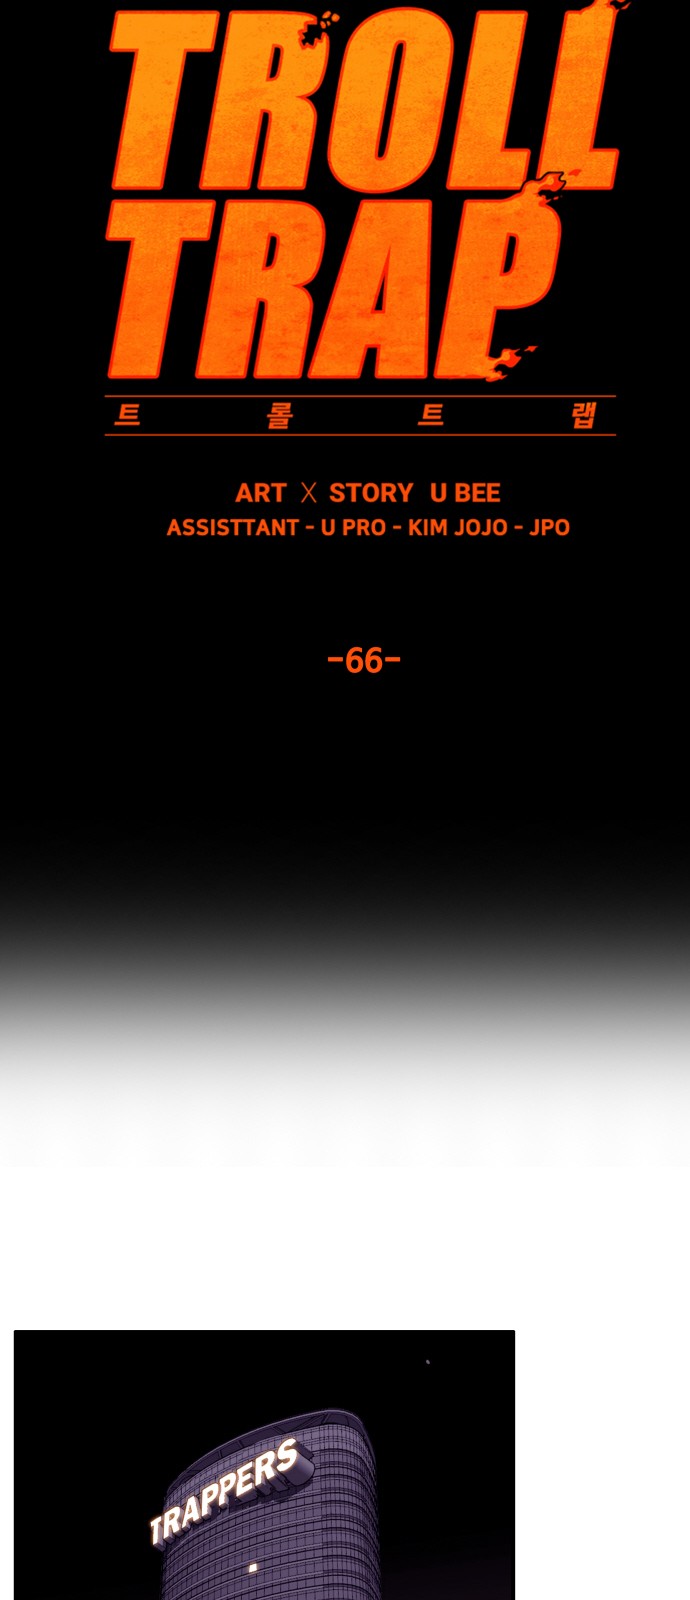 TROLL
TRAP
트롤트랩
ART X STORY U BEE
ASSISTTANT - U PRO - KIM JOJO - JPO
-66-
TRAPPERS